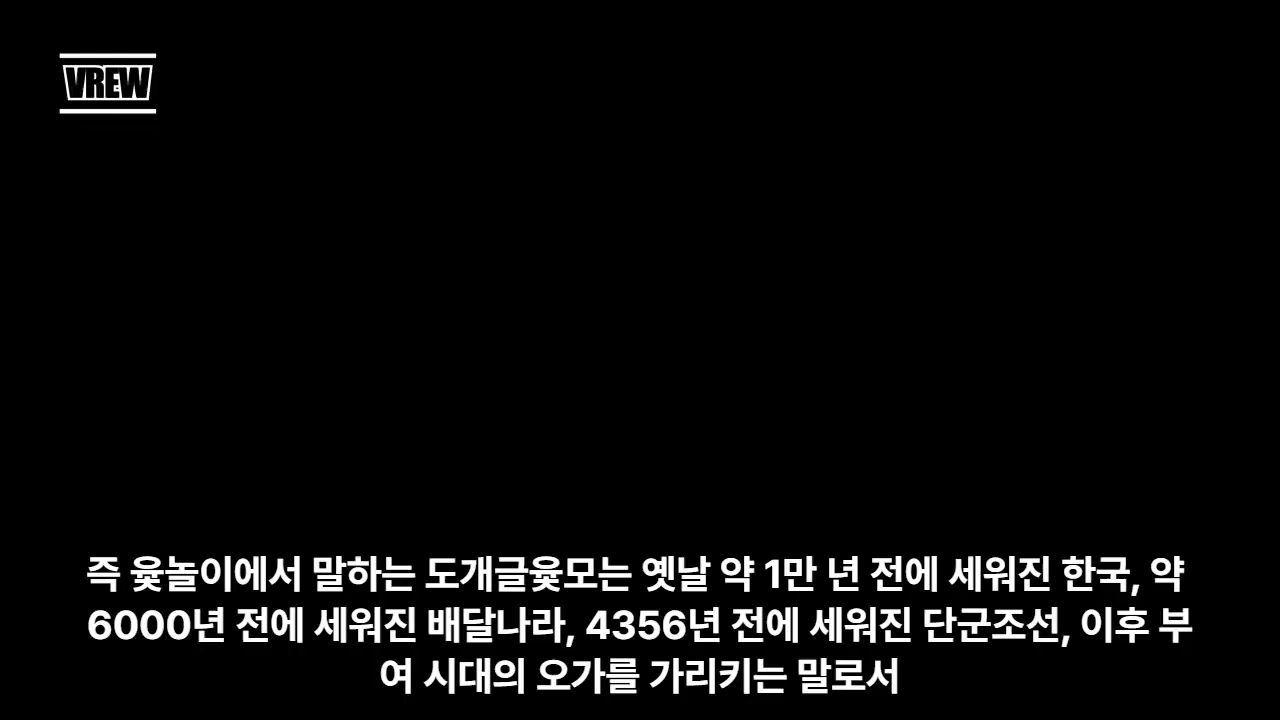 VREW
즉 윷놀이에서 말하는 도개글윷모는 옛날 약 1만 년 전에 세워진 한국, 약
6000년 전에 세워진 배달나라, 4356년 전에 세워진 단군조선, 이후 부
여 시대의 오가를 가리키는 말로서